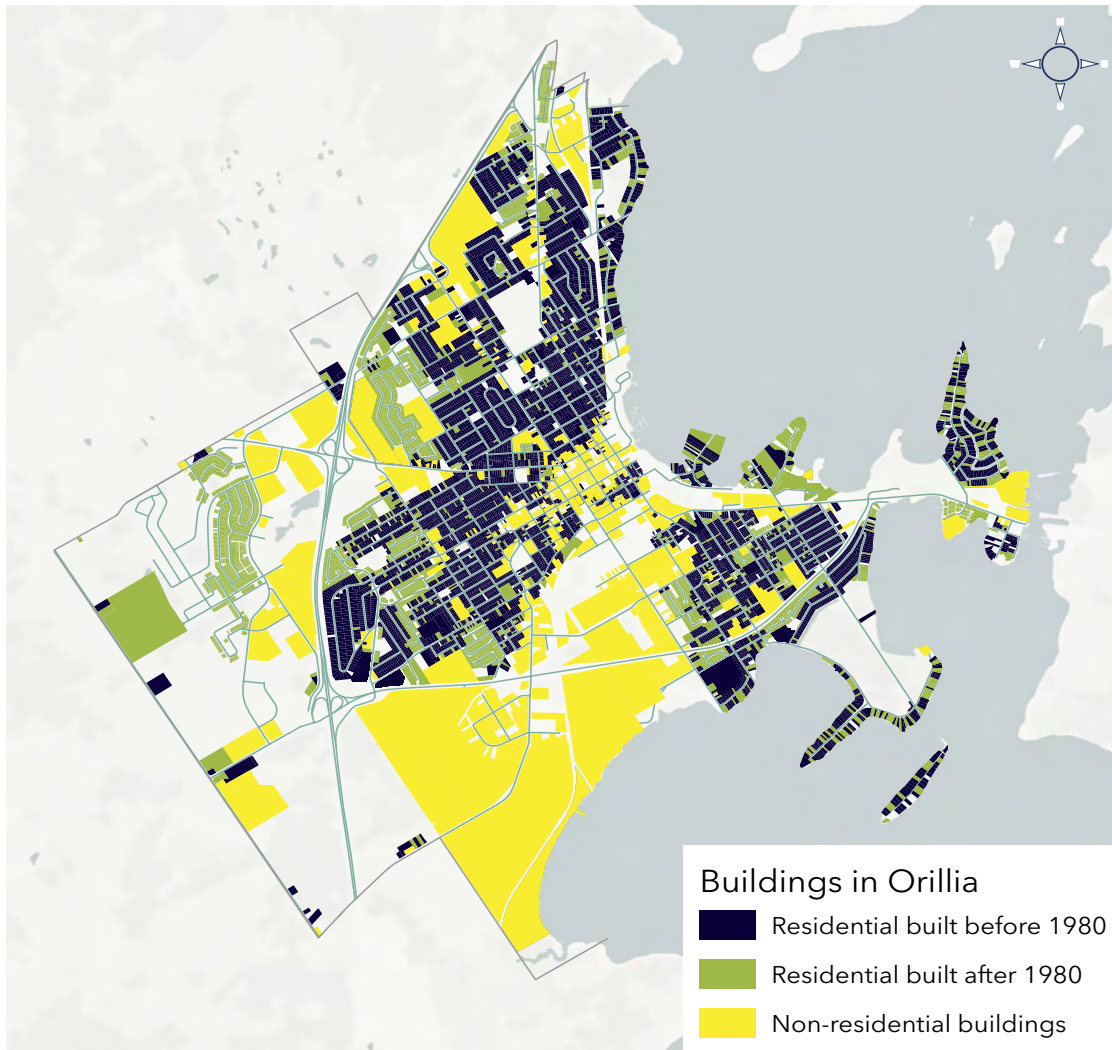 Buildings in Orillia
Residential built before 1980
Residential built after 1980
Non-residential buildings